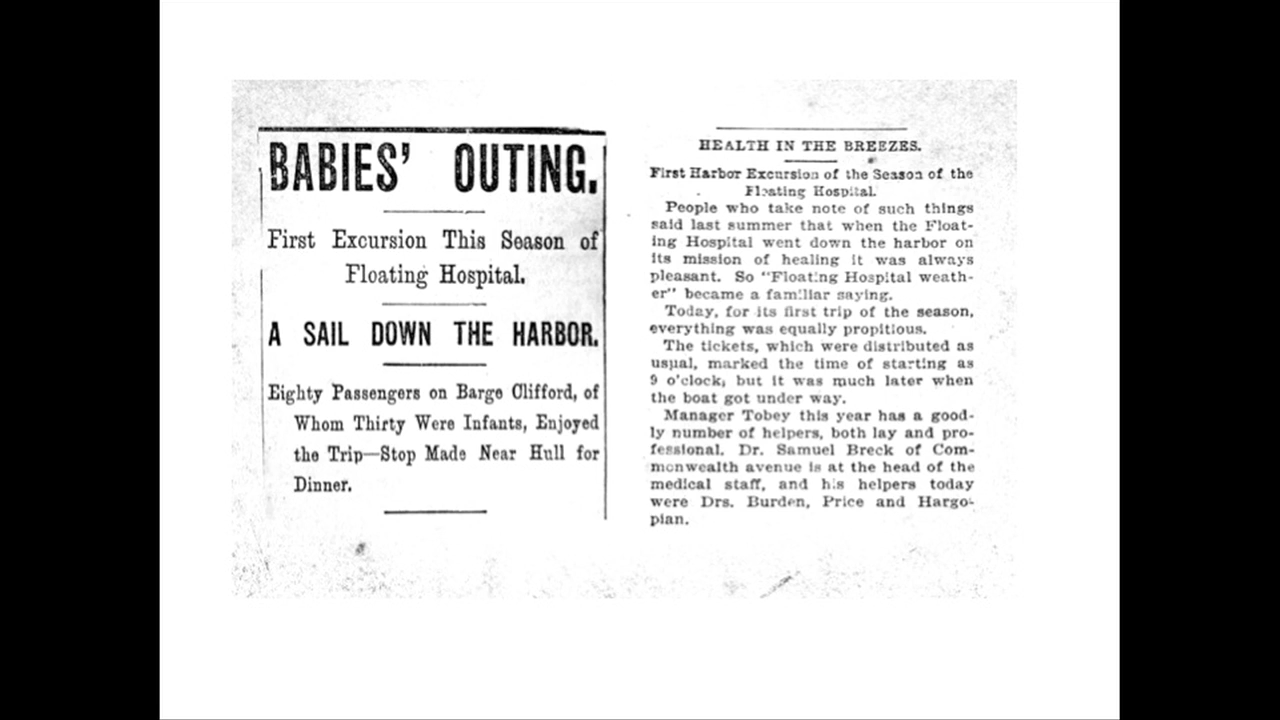 BABIES' OUTING.
First Excursion This Season of
Floating Hospital.
A SAIL DOWN THE HARBOR.
Eighty Passengers on Barge Clifford, of
Whom Thirty Were Infants, Enjoyed
the Trip—Stop Made Near Hull for
Dinner.
HEALTH IN THE BREEZES.
First Harbor Excursion of the Season of the
Floating Hospital.
People who take note of such things
said last summer that when the Float-
ing Hospital went down the harbor on
its mission of healing it was always
pleasant. So "Floating Hospital weath-
er" became a familiar saying.
Today, for its first trip of the season,
everything was equally propitious.
The tickets, which were distributed as
usual, marked the time of starting as
9 o'clock, but it was much later when
the boat got under way.
Manager Tobey this year has a good-
ly number of helpers, both lay and pro-
fessional. Dr. Samuel Breck of Com-
monwealth avenue is at the head of the
medical staff, and his helpers today
were Drs. Burden, Price and Hargo-
pian.